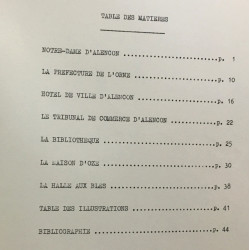 TABLE DES MATIERES
NOTRE-DAME D'ALENCON ....................p. 1
LA PREFECTURE DE L'ORNE ....................p. 10
HOTEL DE VILLE D'ALENCON ....................p. 16
LE TRIBUNAL DE COMMERCE D'ALENCON ..........p. 22
LA BIBLIOTHEQUE ....................p. 25
LA MAISON D'OZE ....................p. 30
LA HALLE AUX BLES ....................p. 38
TABLE DES ILLUSTRATIONS ....................p. 41
BIBLIOGRAPHIE ....................p. 44